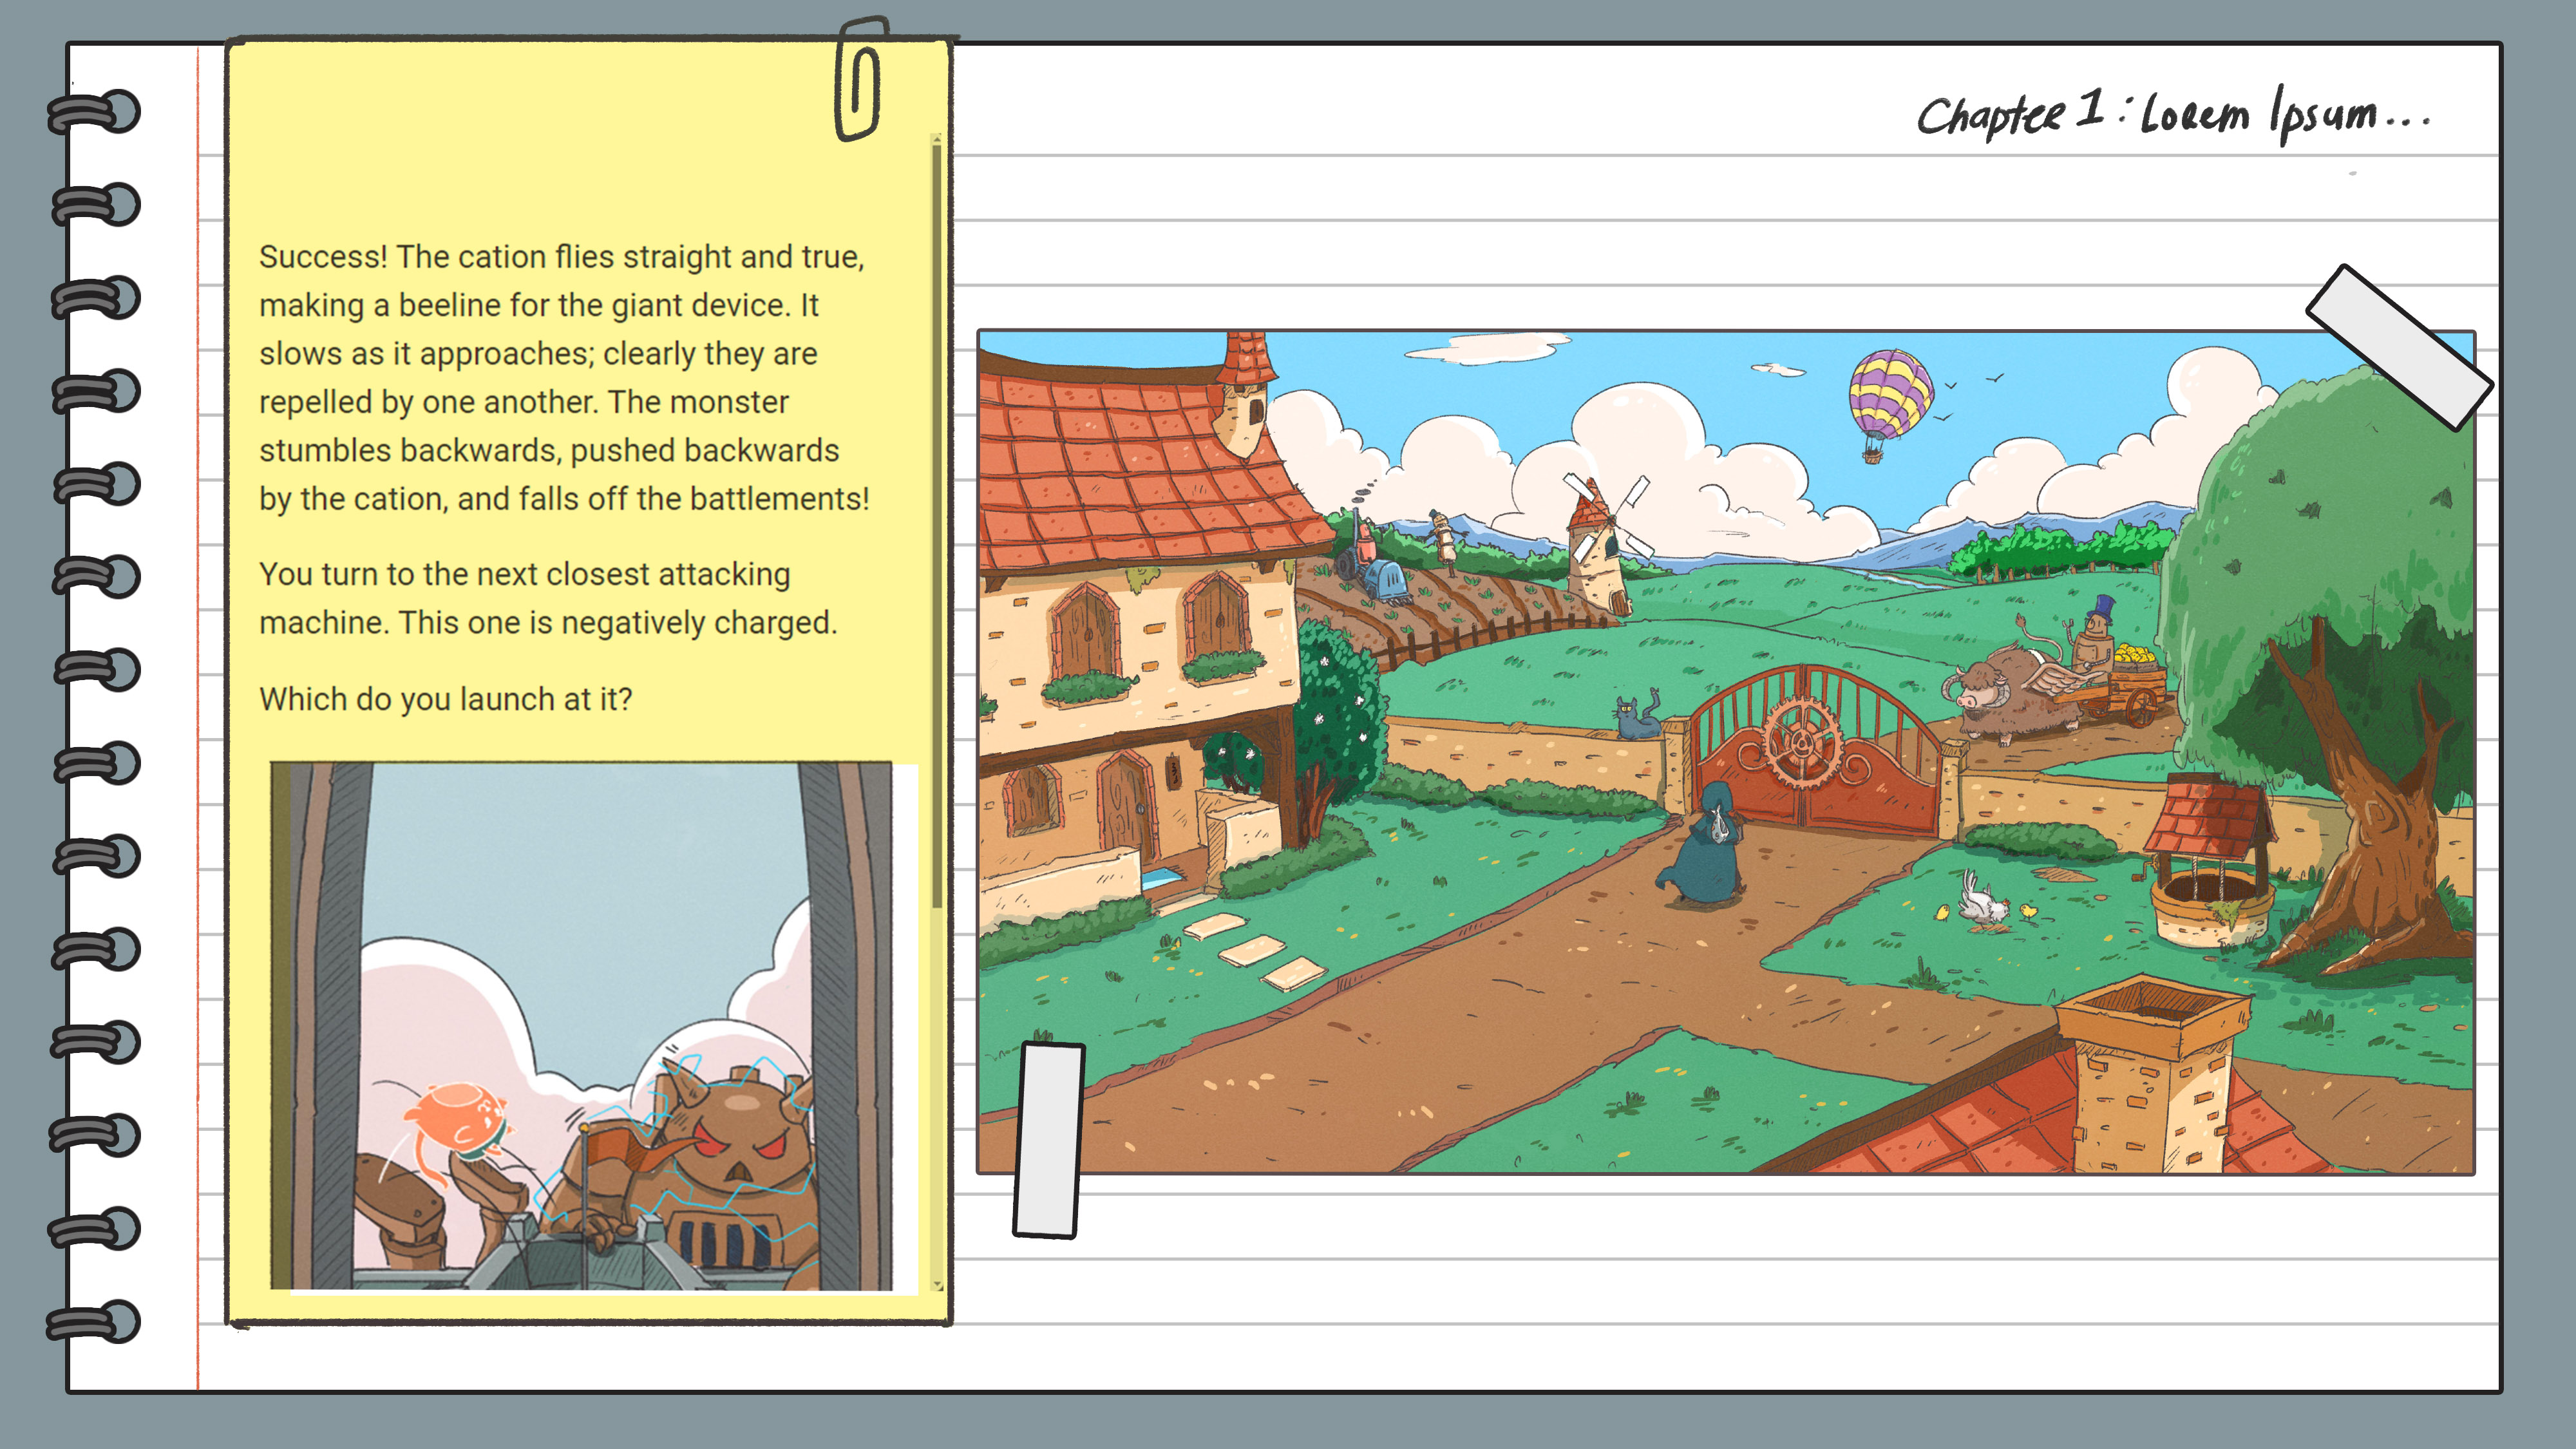 Chapter 1: Lorem Ipsum...
Success! The cation flies straight and true,
making a beeline for the giant device. It
slows as it approaches; clearly they are
repelled by one another. The monster
stumbles backwards, pushed backwards
by the cation, and falls off the battlements!
You turn to the next closest attacking
machine. This one is negatively charged.
Which do you launch at it?